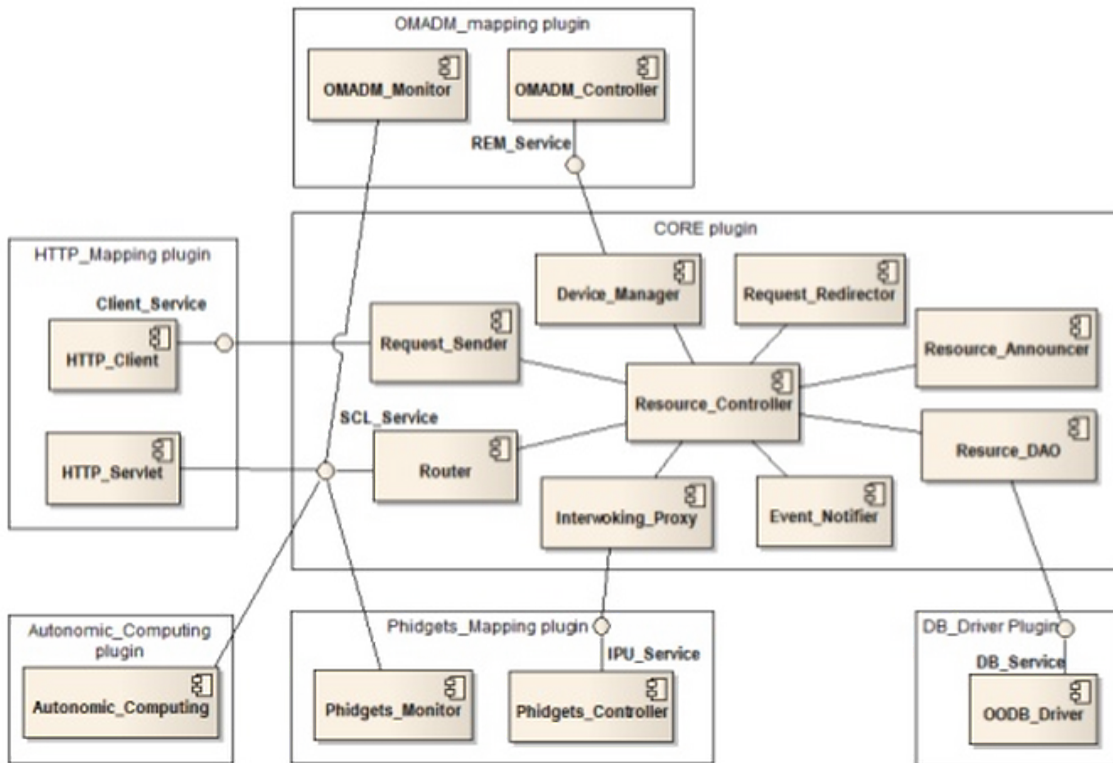 OMADM_mapping plugin
OMADM_Monitor
OMADM_Controller
REM_Service
CORE plugin
HTTP_Mapping plugin
Client_Service
HTTP_Client
HTTP_Servlet
Device_Manager
Request_Redirector
Request_Sender
Resource_Announcer
Resource_Controller
SCL_Service
Router
Resurce_DAO
Interwoking_Proxy
Event_Notifier
Autonomic_Computing
plugin
Autonomic_Computing
Phidgets_Mapping plugin
IPU_Service
Phidgets_Monitor
Phidgets_Controller
DB_Driver Plugin
DB_Service
OODB_Driver